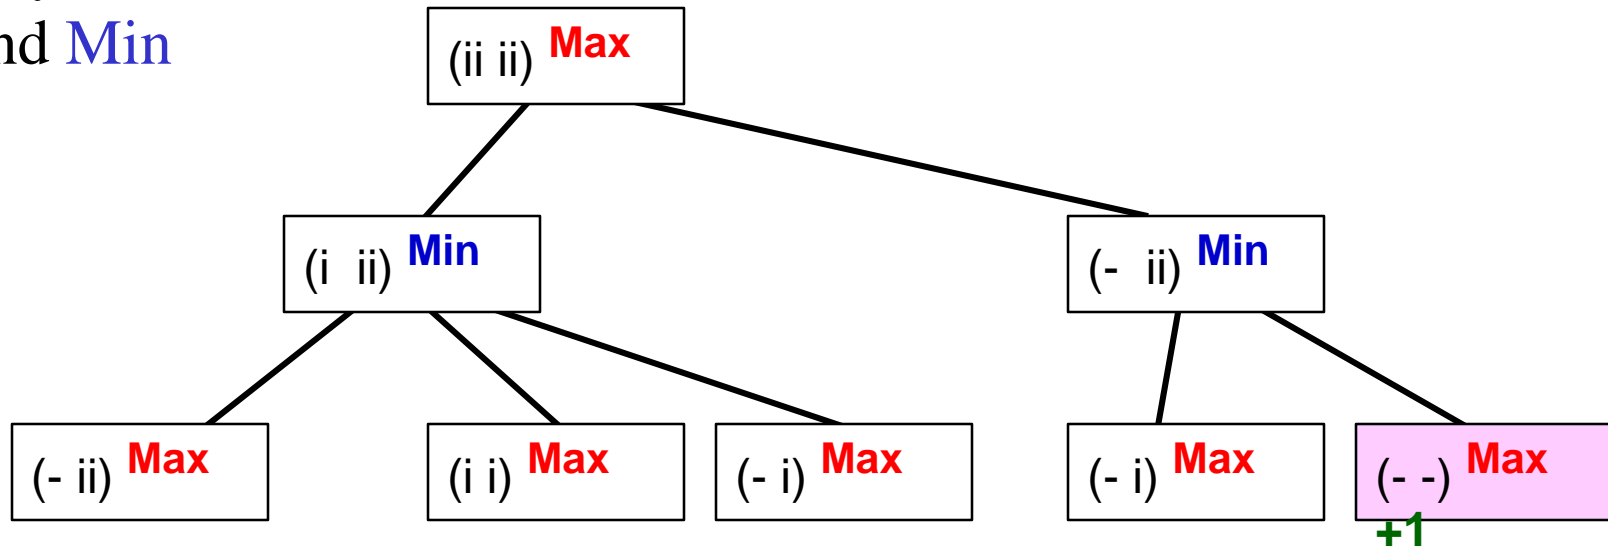 nd Min
(ii ii) Max
(i ii) Min
(- ii) Min
(- ii) Max
(i i) Max
(- i) Max
(- i) Max
(- -) Max
+1